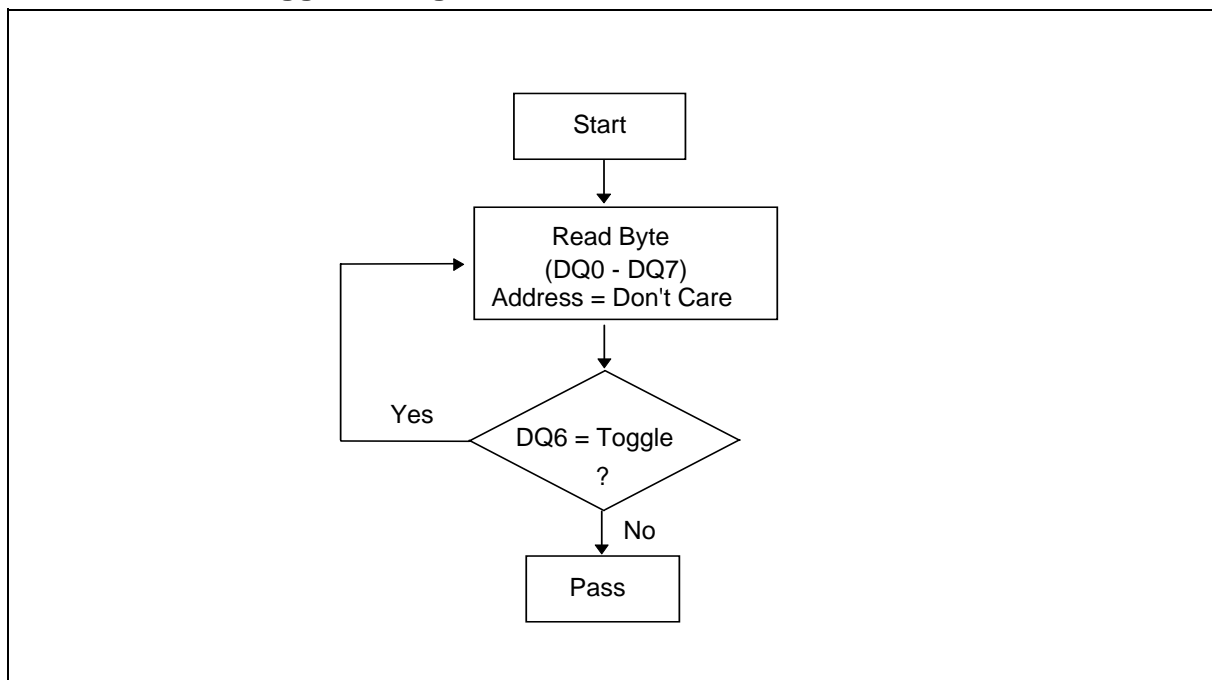 Start
Read Byte
(DQ0 - DQ7)
Address = Don't Care
Yes
DQ6 = Toggle
?
No
Pass